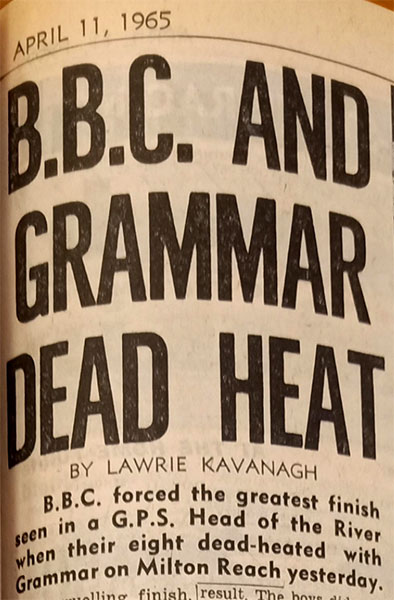 APRIL 11, 1965
B.B.C. AND
GRAMMAR
DEAD HEAT
BY LAWRIE KAVANAGH
B.B.C. forced the greatest finish
seen in a G.P.S. Head of the River
when their eight dead-heated with
Grammar on Milton Reach yesterday.
finish. result. The boys